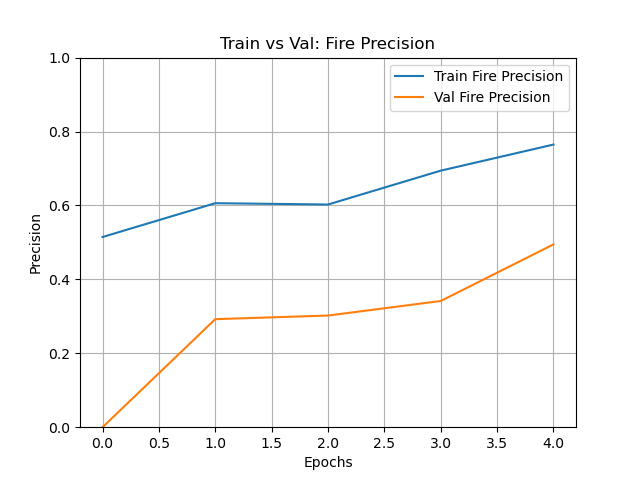 Train vs Val: Fire Precision
Train Fire Precision
Val Fire Precision
Precision
1.0
0.8
0.6
0.4
0.2
0.0
0.0 0.5 1.0 1.5 2.0 2.5 3.0 3.5 4.0
Epochs